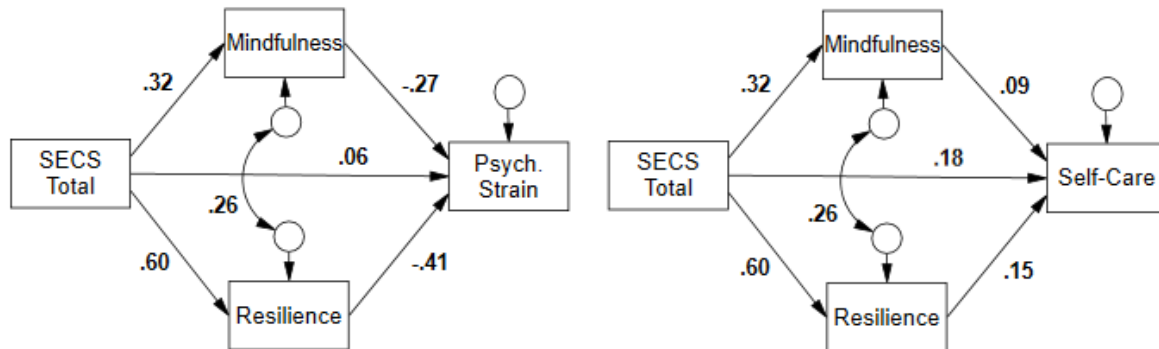 Mindfulness
.32
-.27
SECS
Total
.06
Psych.
Strain
.26
.60
-.41
Resilience
Mindfulness
.32
.09
SECS
Total
.18
Self-Care
.26
.60
.15
Resilience